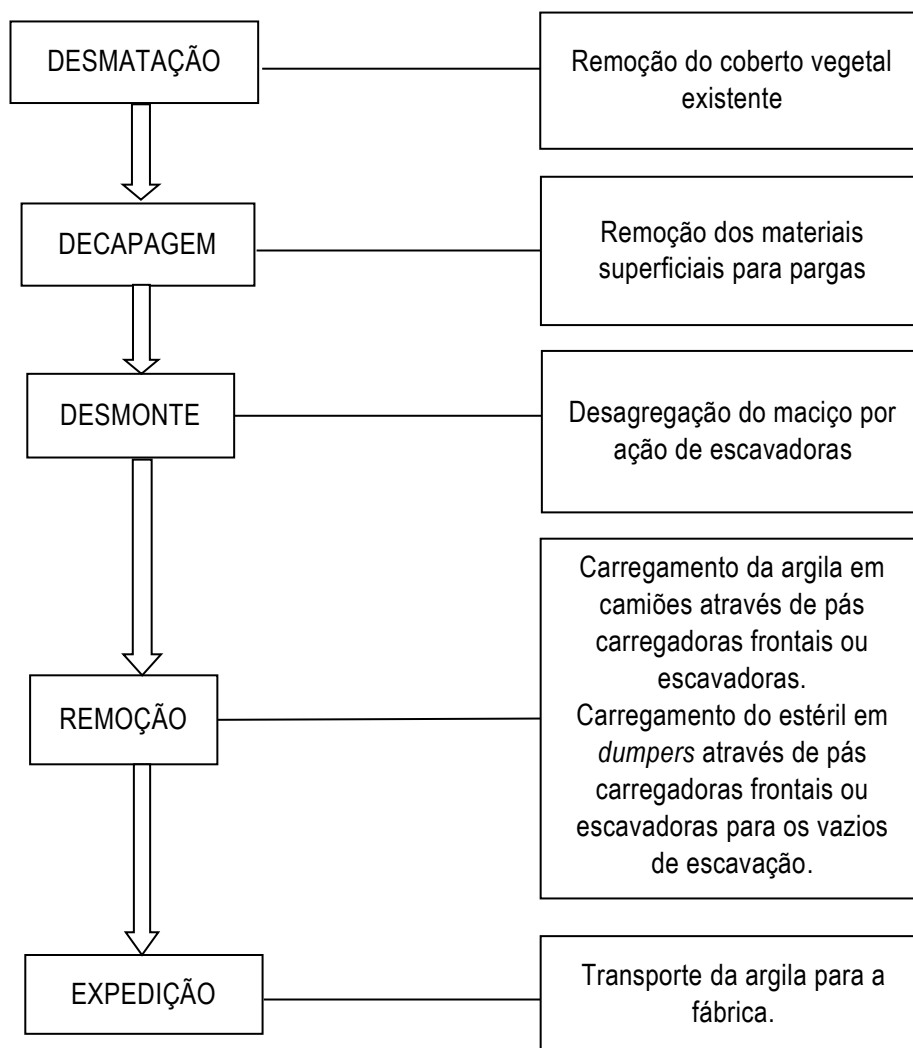 DESMATAÇÃO
Remoção do coberto vegetal
existente
DECAPAGEM
Remoção dos materiais
superficiais para pargas
DESMONTE
Desagregação do maciço por
ação de escavadoras
REMOÇÃO
Carregamento da argila em
camiões através de pás
carregadoras frontais ou
escavadoras.
Carregamento do estéril em
dumpers através de pás
carregadoras frontais ou
escavadoras para os vazios
de escavação.
EXPEDIÇÃO
Transporte da argila para a
fábrica.